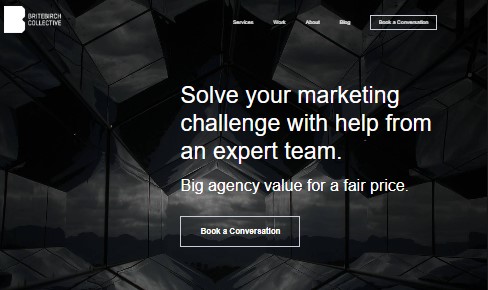 BRITEBIRCH
COLLECTIVE
Services Work About Blog Book a Conversation
Solve your marketing
challenge with help from
an expert team.
Big agency value for a fair price.
Book a Conversation